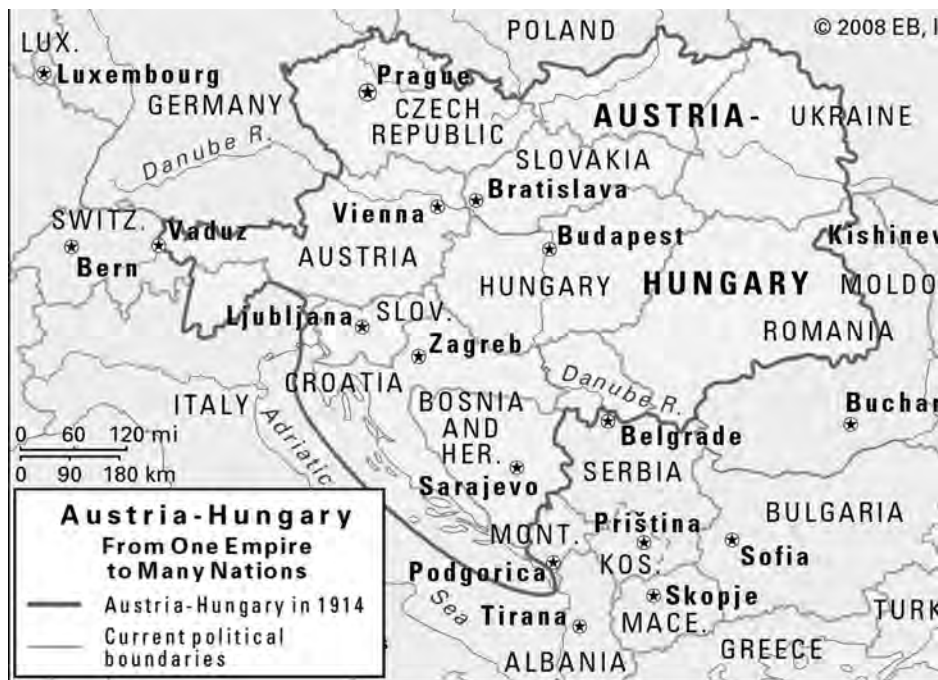 POLAND
© 2008 EB, I
LUX.
Luxembourg
GERMANY
Prague
CZECH
REPUBLIC
AUSTRIA-
UKRAINE
Danube R.
SLOVAKIA
Bratislava
Vienna
SWITZ.
Vaduz
Bern
AUSTRIA
Budapest
Kishinev
HUNGARY
HUNGARY
MOLDO
Ljubljana
SLOV.
ROMANIA
Zagreb
CROATIA
ITALY
Danube R.
BOSNIA
AND
HER.
Buchar
Belgrade
SERBIA
Adriatic
Sarajevo
0 60 120 mi
0 90 180 km
BULGARIA
MONT.
Priština
KOS.
Sofia
Podgorica
Skopje
MACE.
Sea
Tirana
TURK
GREECE
ALBANIA
Austria-Hungary
From One Empire
to Many Nations
Austria-Hungary in 1914
Current political
boundaries